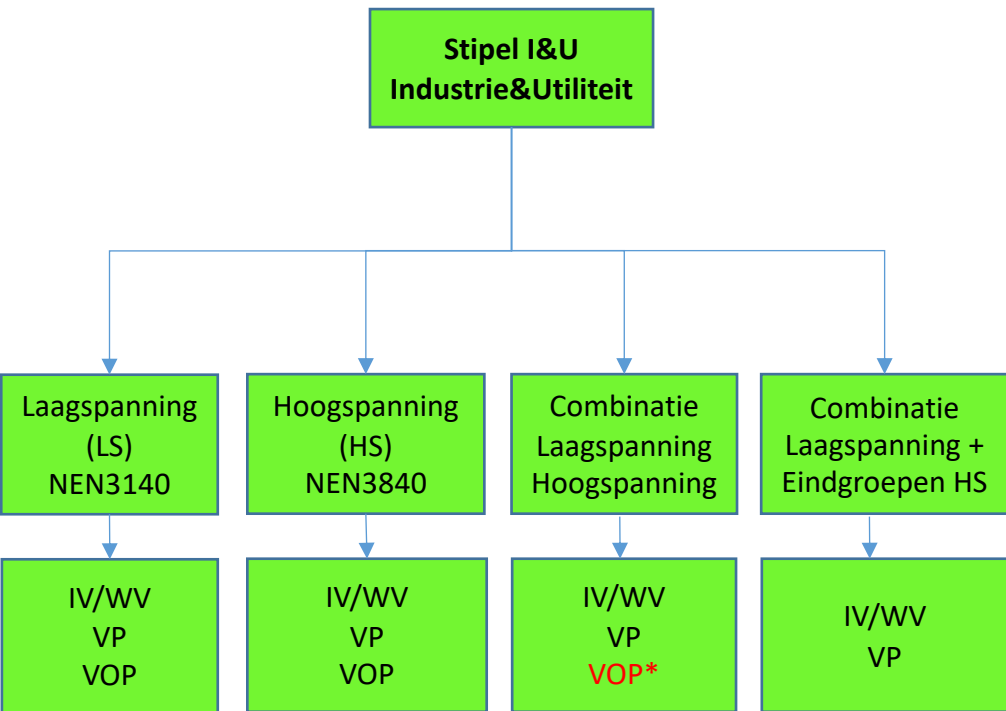 Stipel I&U
Industrie&Utiliteit
Laagspanning
(LS)
NEN3140
Hoogspanning
(HS)
NEN3840
Combinatie
Laagspanning
Hoogspanning
Combinatie
Laagspanning +
Eindgroepen HS
IV/WV
VP
VOP
IV/WV
VP
VOP
IV/WV
VP
VOP*
IV/WV
VP